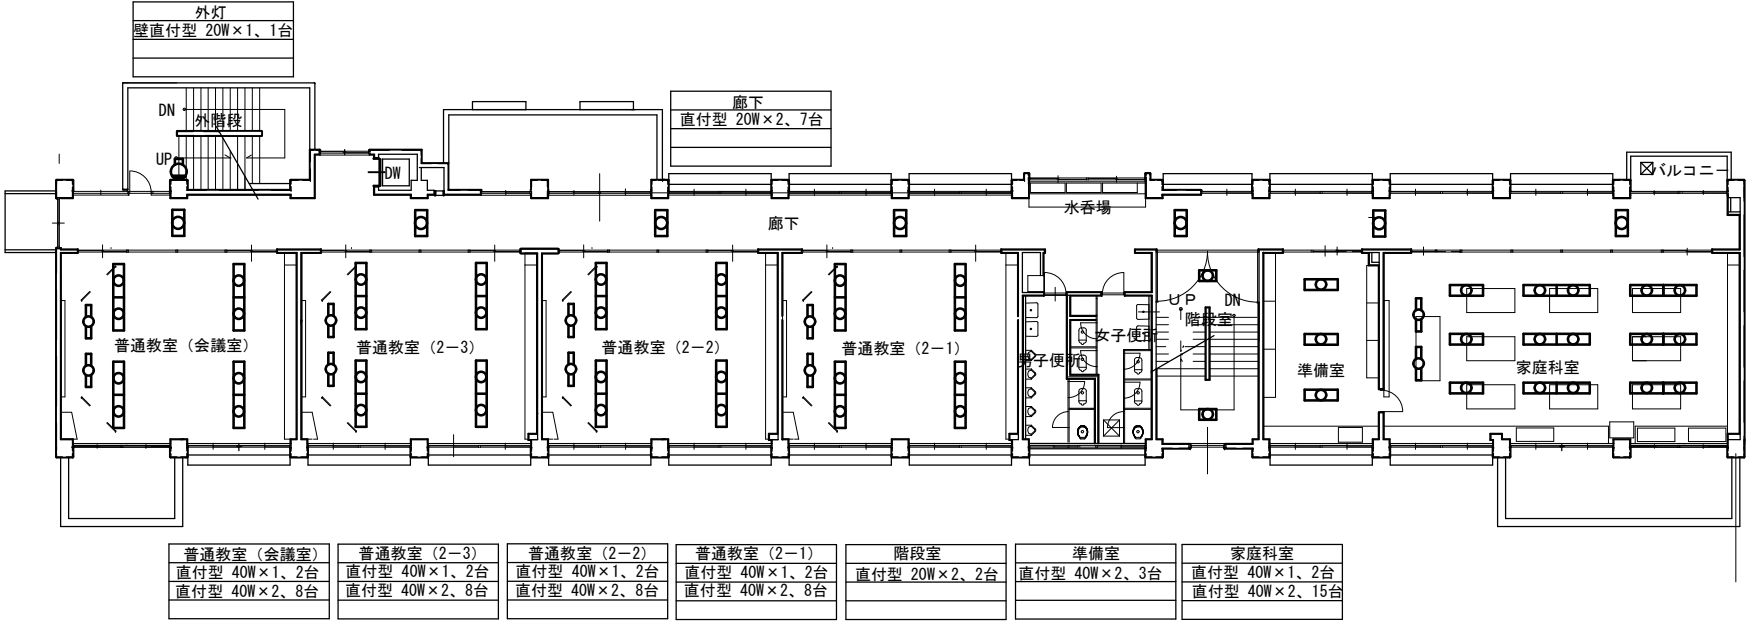 外灯
壁直付型 20W×1、1台
廊下
直付型 20W×2、7台
DN
外階段
UP
DW
バルコニー
水呑場
廊下
UP
DN
階段室
女子便所
男子便所
普通教室（会議室）
普通教室（2－3）
普通教室（2－2）
普通教室（2－1）
準備室
家庭科室
普通教室（会議室）
直付型 40W×1、2台
直付型 40W×2、8台
普通教室（2－3）
直付型 40W×1、2台
直付型 40W×2、8台
普通教室（2－2）
直付型 40W×1、2台
直付型 40W×2、8台
普通教室（2－1）
直付型 40W×1、2台
直付型 40W×2、8台
階段室
直付型 20W×2、2台
準備室
直付型 40W×2、3台
家庭科室
直付型 40W×1、2台
直付型 40W×2、15台